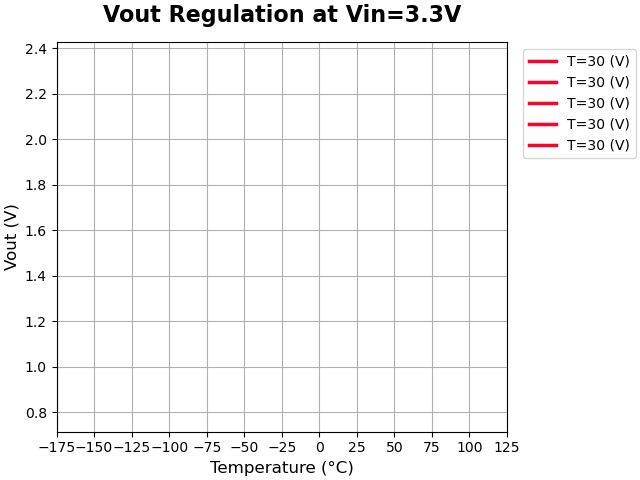 Vout Regulation at Vin=3.3V
2.4
2.2
2.0
1.8
1.6
1.4
1.2
1.0
0.8
Vout (V)
−175 −150 −125 −100 −75 −50 −25 0 25 50 75 100 125
Temperature (°C)
T=30 (V)
T=30 (V)
T=30 (V)
T=30 (V)
T=30 (V)